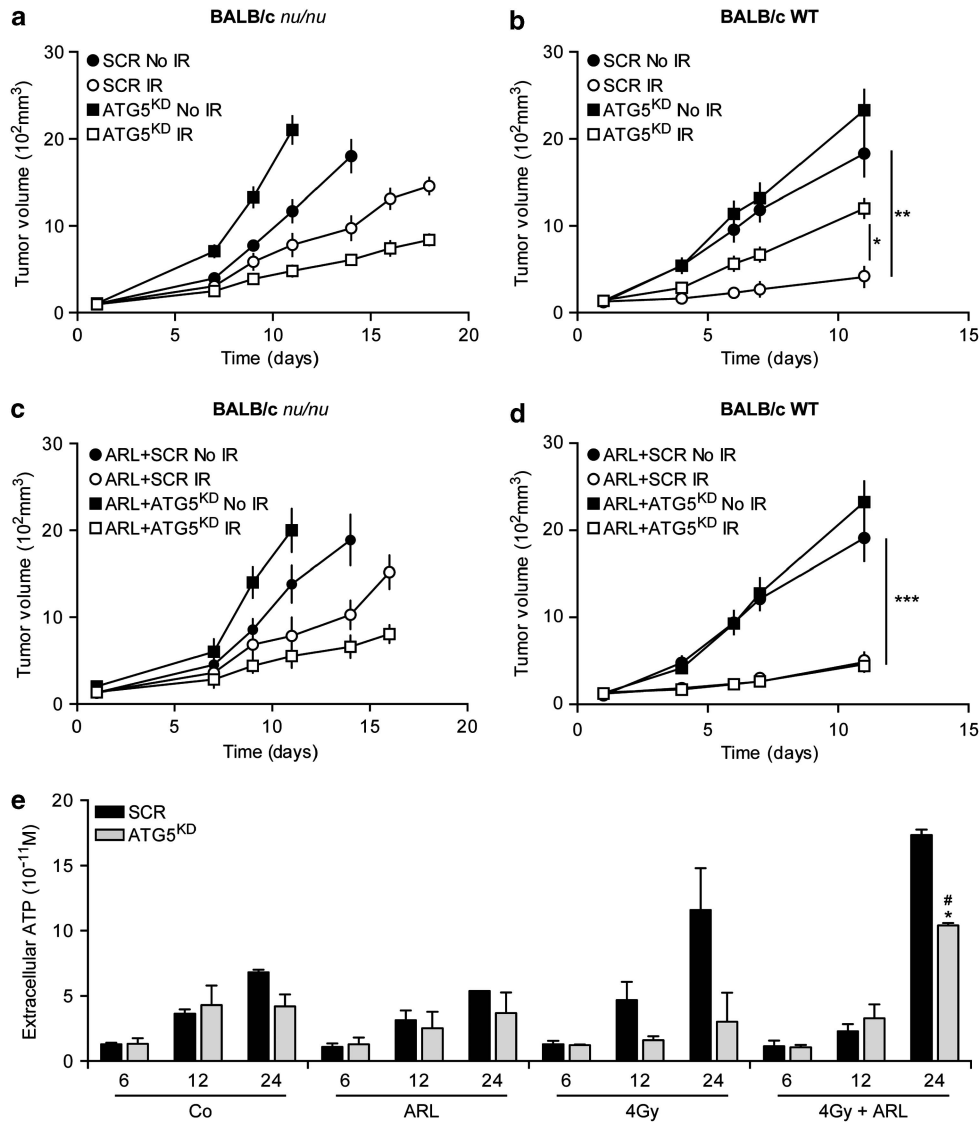 a
BALB/c nu/nu
SCR No IR
SCR IR
ATG5KD No IR
ATG5KD IR
Tumor volume (10²mm³)
30
20
10
0
0 5 10 15 20
Time (days)
b
BALB/c WT
SCR No IR
SCR IR
ATG5KD No IR
ATG5KD IR
Tumor volume (10²mm³)
30
20
10
0
**
*
0 5 10 15
Time (days)
c
BALB/c nu/nu
ARL+SCR No IR
ARL+SCR IR
ARL+ATG5KD No IR
ARL+ATG5KD IR
Tumor volume (10²mm³)
30
20
10
0
0 5 10 15 20
Time (days)
d
BALB/c WT
ARL+SCR No IR
ARL+SCR IR
ARL+ATG5KD No IR
ARL+ATG5KD IR
Tumor volume (10²mm³)
30
20
10
0
***
0 5 10 15
Time (days)
e
SCR
ATG5KD
Extracellular ATP (10⁻¹¹M)
20
15
10
5
0
#
*
6 12 24 6 12 24 6 12 24 6 12 24
Co ARL 4Gy 4Gy + ARL